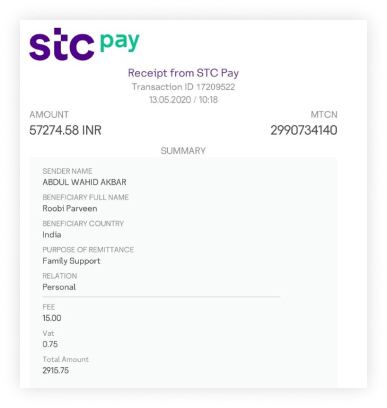 stc pay
Receipt from STC Pay
Transaction ID 17209522
13.05.2020 / 10:18
AMOUNT MTCN
57274.58 INR 2990734140
SUMMARY
SENDER NAME
ABDUL WAHID AKBAR
BENEFICIARY FULL NAME
Roobi Parveen
BENEFICIARY COUNTRY
India
PURPOSE OF REMITTANCE
Family Support
RELATION
Personal
FEE
15.00
Vat
0.75
Total Amount
2915.75